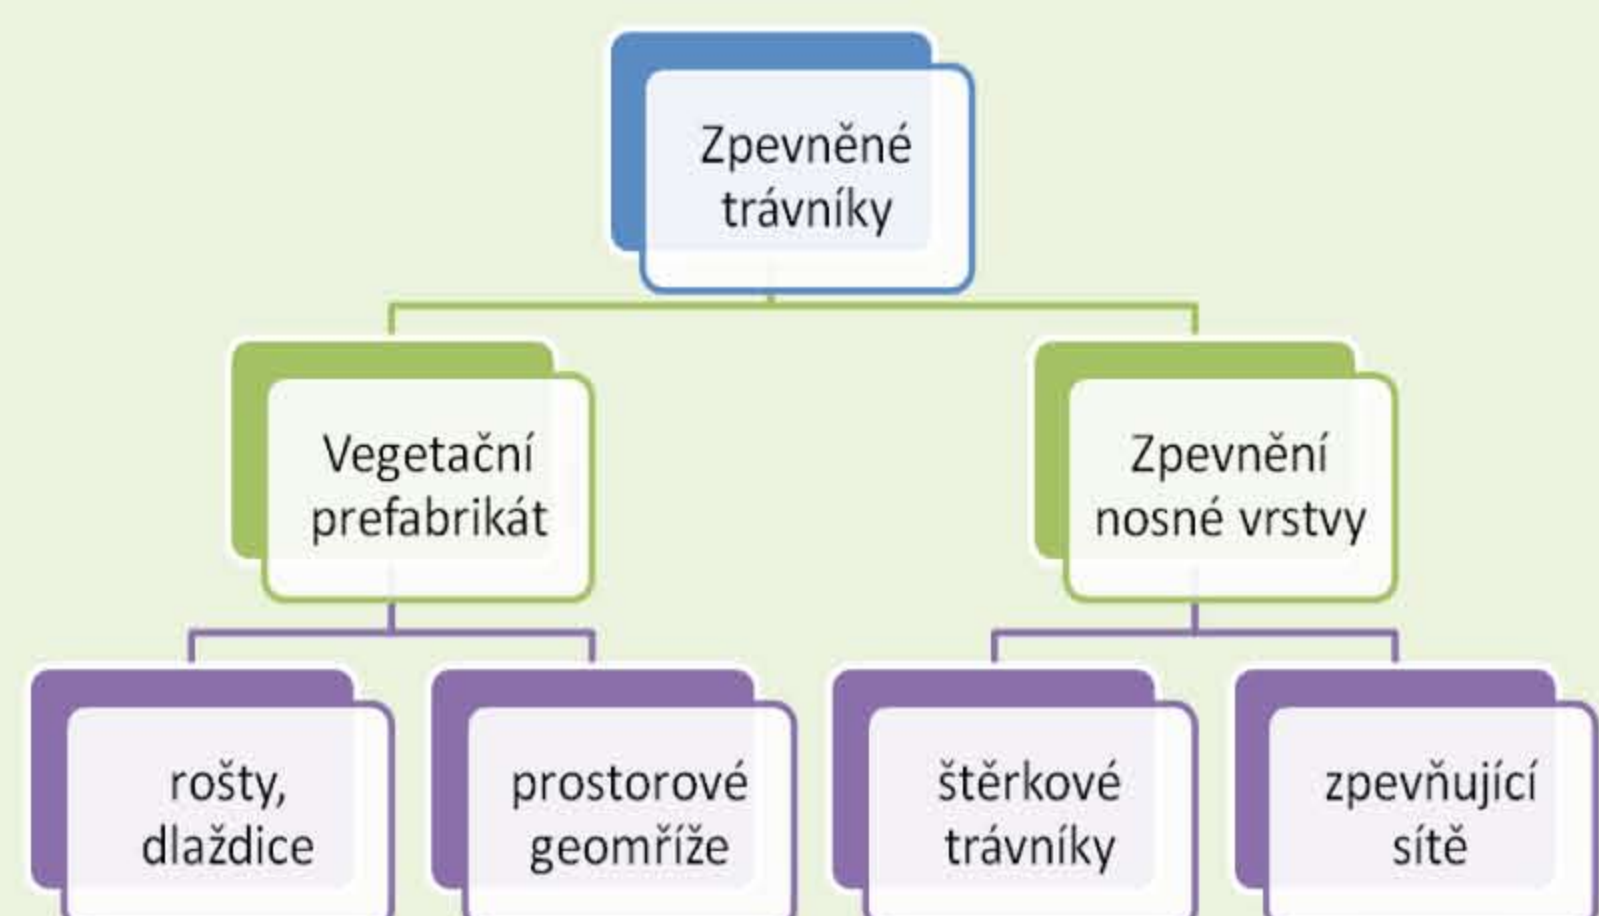 Zpevněné
trávníky
Vegetační
prefabrikát
Zpevnění
nosné vrstvy
rošty,
dlaždice
prostorové
geomříže
štěrkové
trávníky
zpevňující
sítě